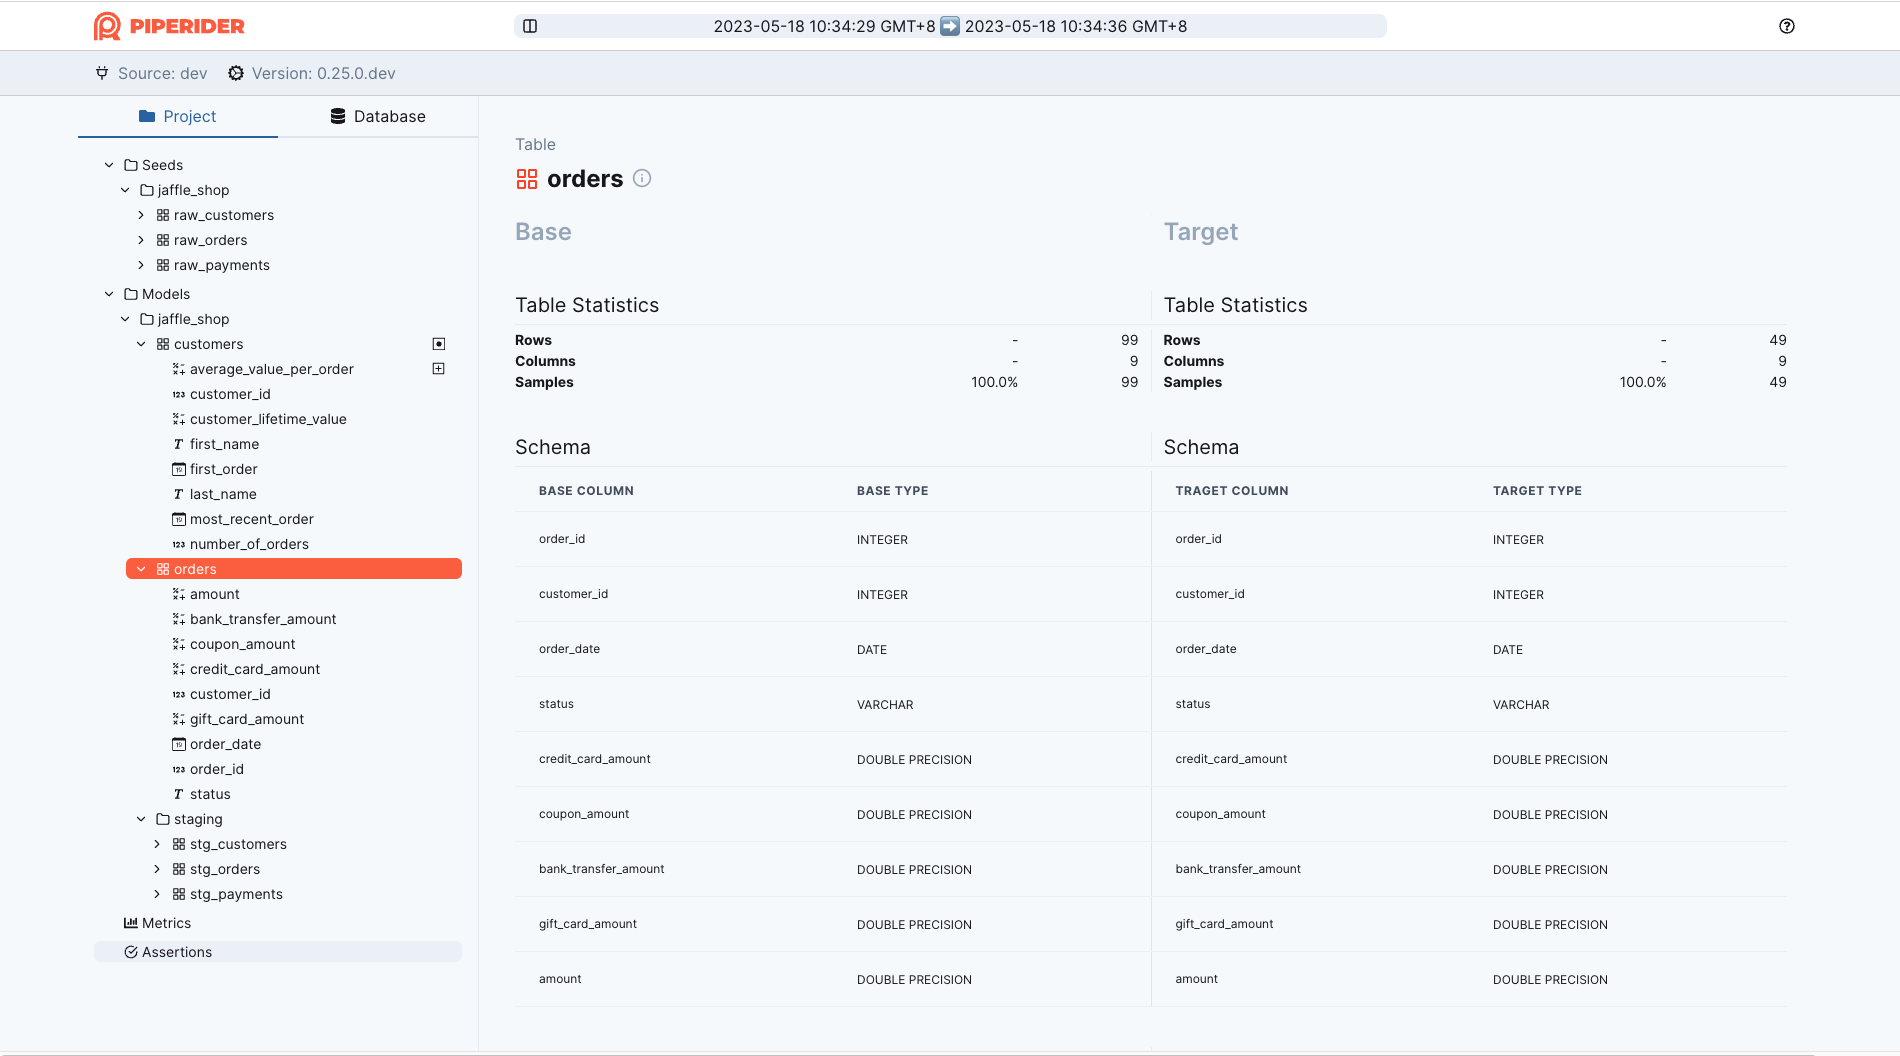 PIPERIDER
2023-05-18 10:34:29 GMT+8 ➡️ 2023-05-18 10:34:36 GMT+8
Source: dev Version: 0.25.0.dev
Project Database
Seeds
jaffle_shop
raw_customers
raw_orders
raw_payments
Models
jaffle_shop
customers
average_value_per_order
customer_id
customer_lifetime_value
first_name
first_order
last_name
most_recent_order
number_of_orders
orders
amount
bank_transfer_amount
coupon_amount
credit_card_amount
customer_id
gift_card_amount
order_date
order_id
status
staging
stg_customers
stg_orders
stg_payments
Metrics
Assertions
Table
orders
Base Target
Table Statistics Table Statistics
Rows - 99 Rows - 49
Columns - 9 Columns - 9
Samples 100.0% 99 Samples 100.0% 49
Schema Schema
BASE COLUMN BASE TYPE TRAGET COLUMN TARGET TYPE
order_id INTEGER order_id INTEGER
customer_id INTEGER customer_id INTEGER
order_date DATE order_date DATE
status VARCHAR status VARCHAR
credit_card_amount DOUBLE PRECISION credit_card_amount DOUBLE PRECISION
coupon_amount DOUBLE PRECISION coupon_amount DOUBLE PRECISION
bank_transfer_amount DOUBLE PRECISION bank_transfer_amount DOUBLE PRECISION
gift_card_amount DOUBLE PRECISION gift_card_amount DOUBLE PRECISION
amount DOUBLE PRECISION amount DOUBLE PRECISION